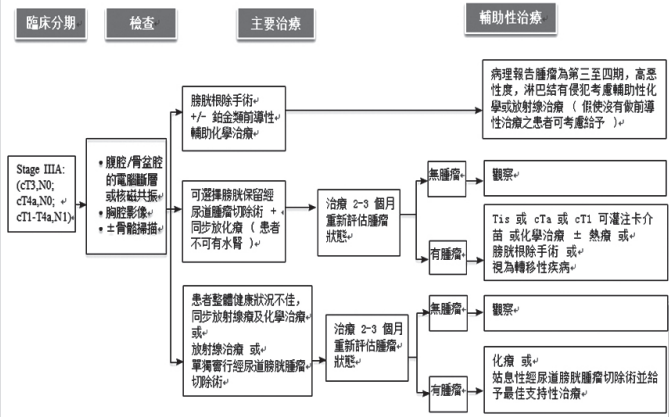 臨床分期
檢查
主要治療
輔助性治療
Stage IIIA:
(cT3,N0;
cT4a,N0;
cT1-T4a,N1)
• 腹腔/骨盆腔
的電腦斷層
或核磁共振
• 胸腔影像
• ±骨骼掃描
膀胱根除手術
+/- 鉑金類前導性
輔助化學治療
病理報告腫瘤為第三至四期，高惡
性度，淋巴結有侵犯考慮輔助性化
學或放射線治療（ 假使沒有做前導
性治療之患者可考慮給予 ）
可選擇膀胱保留經
尿道腫瘤切除術 +
同步放化療（ 患者
不可有水腎 ）
治療 2-3 個月
重新評估腫瘤
狀態
無腫瘤
觀察
有腫瘤
Tis 或 cTa 或 cT1 可灌注卡介
苗 或化學治療 ± 熱療 或
膀胱根除手術 或
視為轉移性疾病
患者整體健康狀況不佳，
同步放射線療及化學治療
或
放射線治療 或
單獨實行經尿道膀胱腫瘤
切除術
治療 2-3 個月
重新評估腫瘤
狀態
無腫瘤
觀察
有腫瘤
化療 或
姑息性經尿道膀胱腫瘤切除術並給
予最佳支持性治療